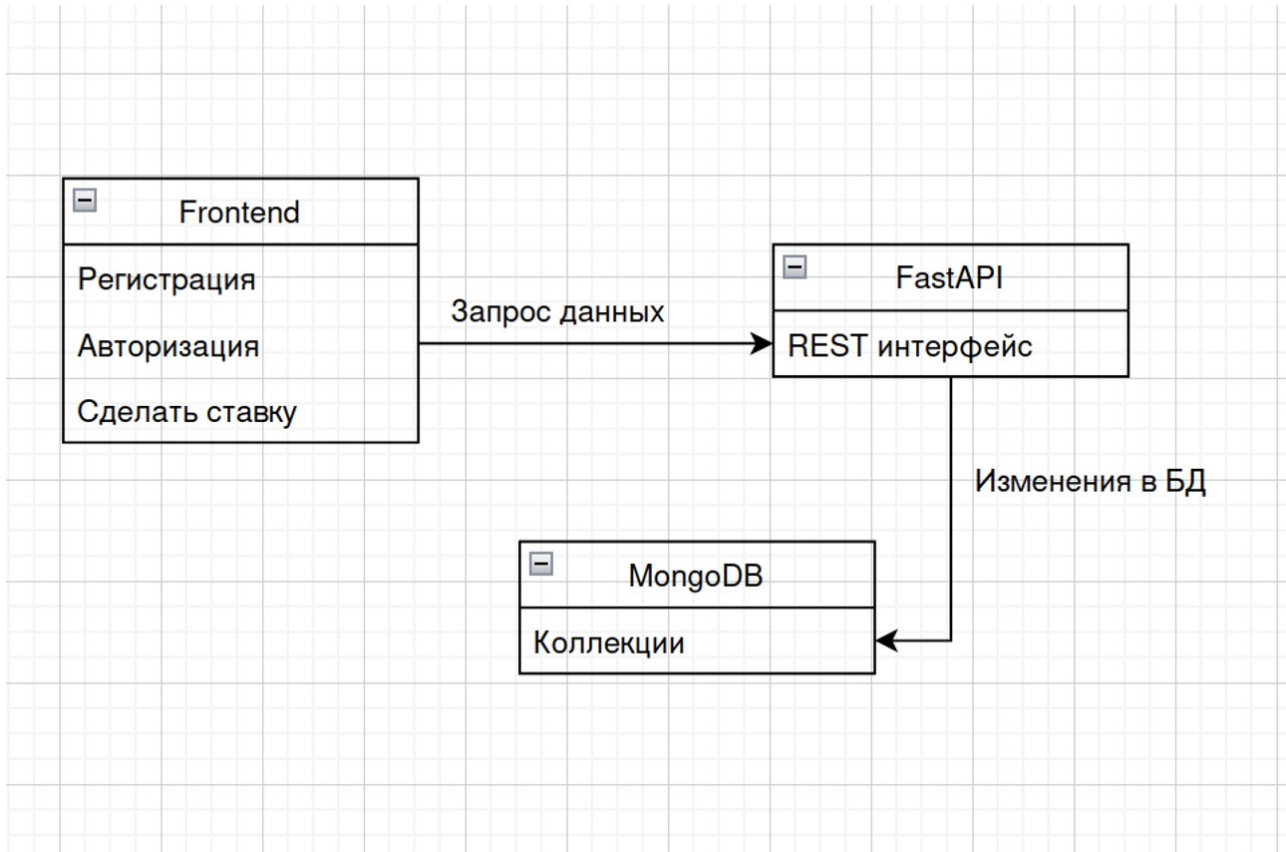 Frontend
Регистрация
Авторизация
Сделать ставку
Запрос данных
FastAPI
REST интерфейс
Изменения в БД
MongoDB
Коллекции